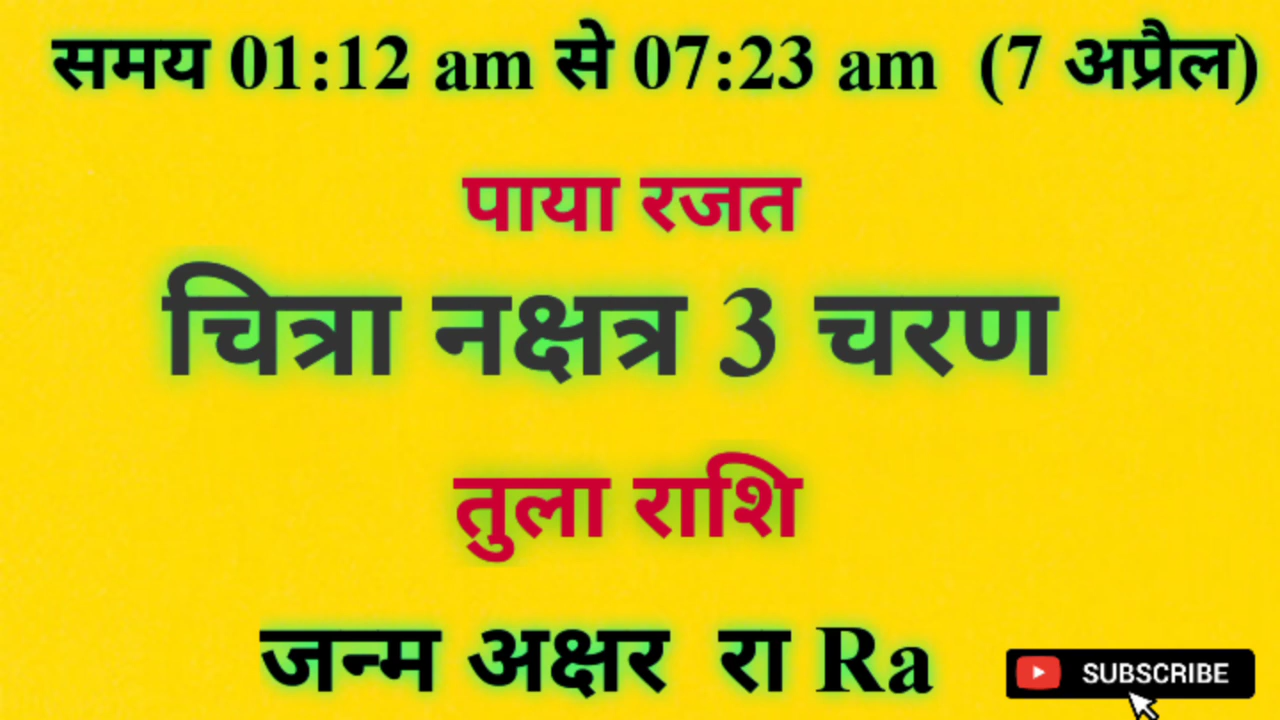 समय 01:12 am से 07:23 am (7 अप्रैल)
पाया रजत
चित्रा नक्षत्र 3 चरण
तुला राशि
जन्म अक्षर रा Ra
SUBSCRIBE